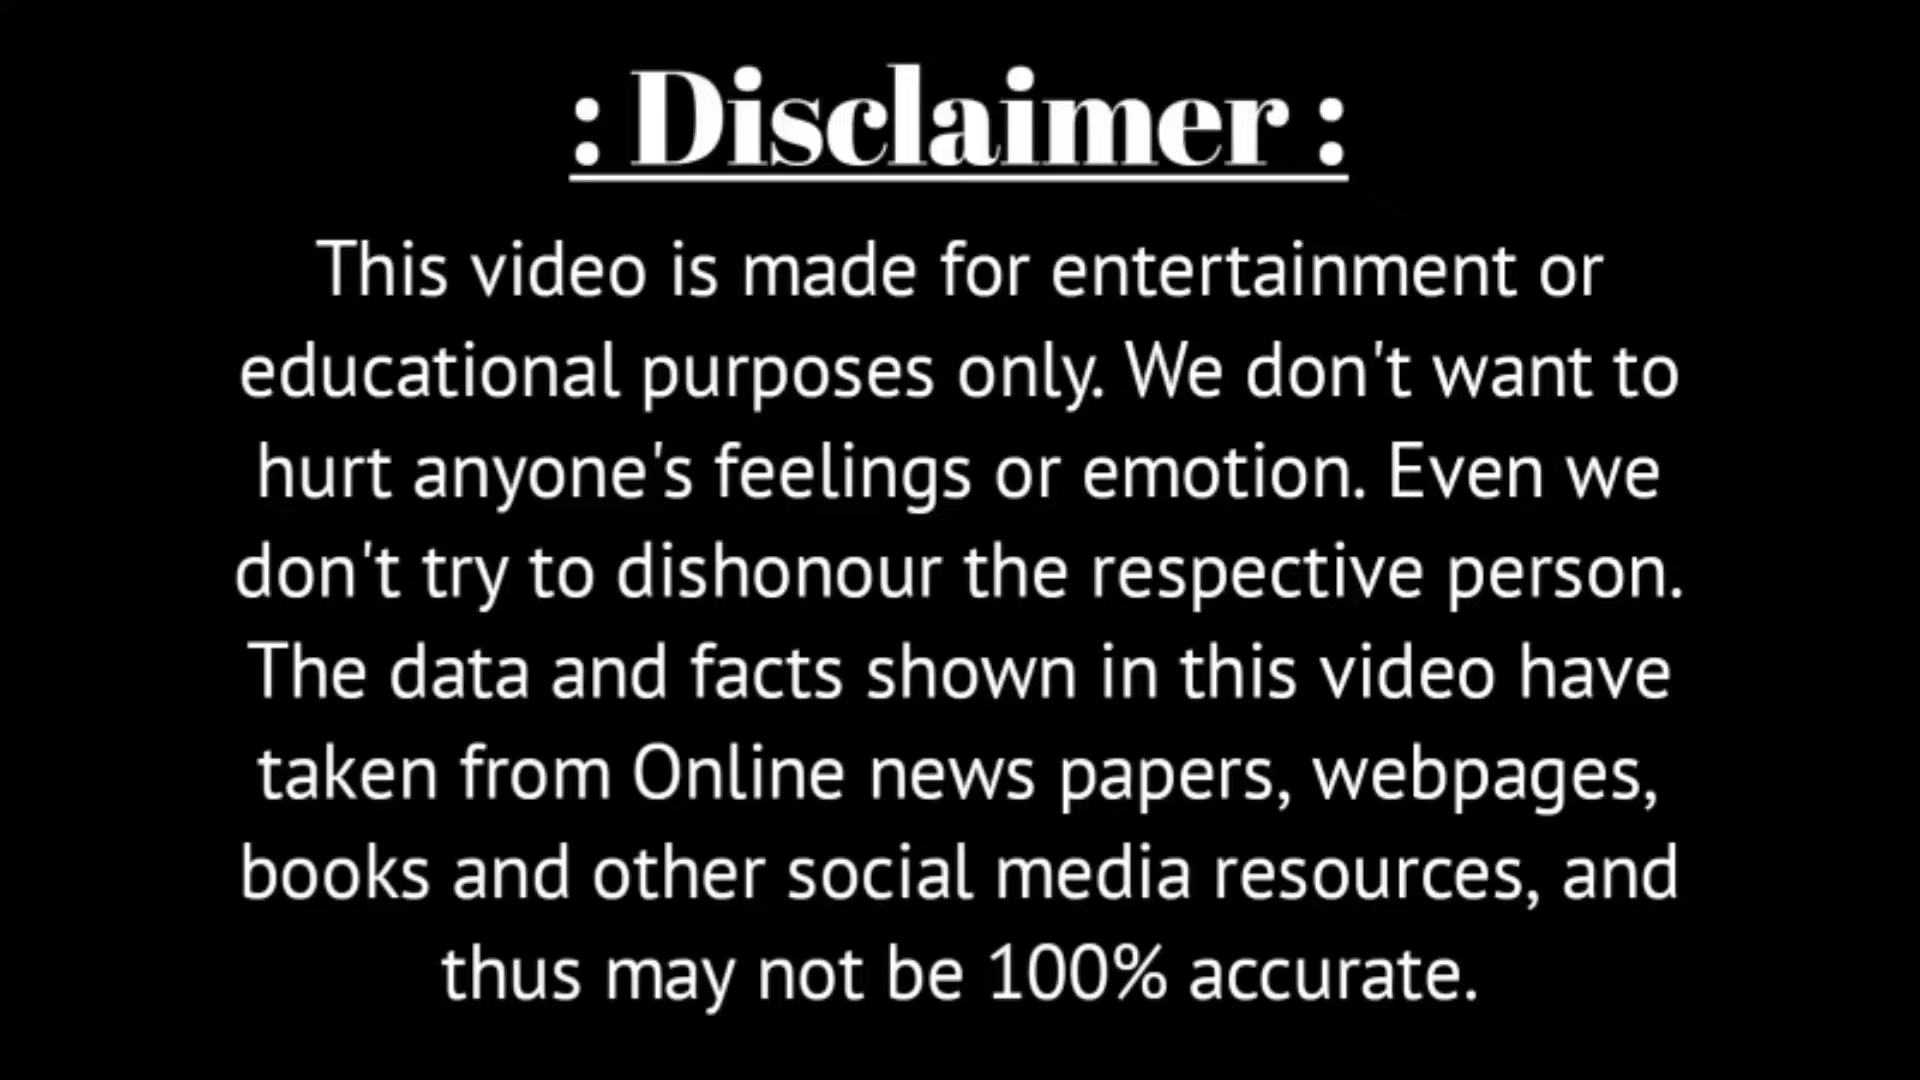 : Disclaimer :
This video is made for entertainment or
educational purposes only. We don't want to
hurt anyone's feelings or emotion. Even we
don't try to dishonour the respective person.
The data and facts shown in this video have
taken from Online news papers, webpages,
books and other social media resources, and
thus may not be 100% accurate.